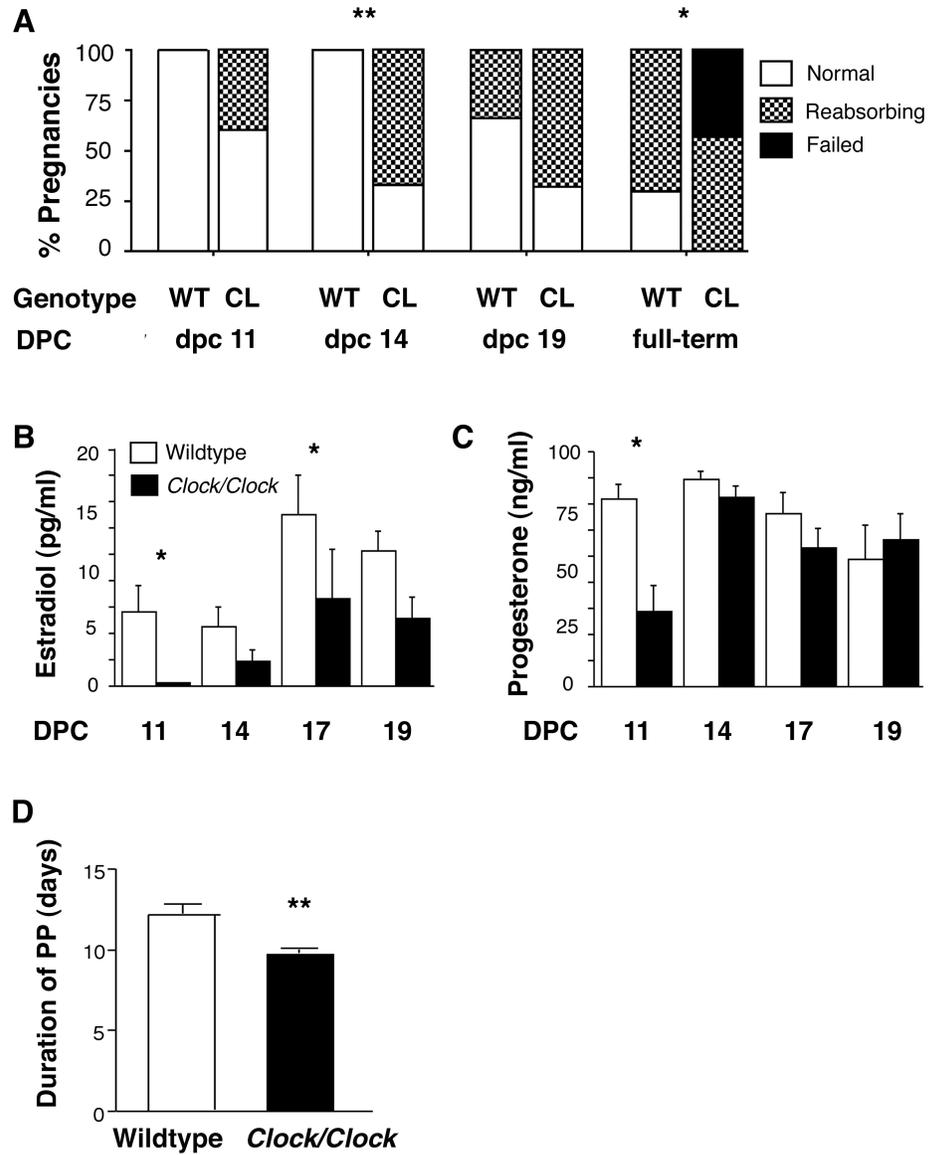 A
** *
% Pregnancies
100
75
50
25
0
Normal
Reabsorbing
Failed
Genotype WT CL WT CL WT CL WT CL
DPC dpc 11 dpc 14 dpc 19 full-term
B
Estradiol (pg/ml)
20
15
10
5
0
Wildtype
Clock/Clock
*
*
DPC 11 14 17 19
C
Progesterone (ng/ml)
100
75
50
25
0
*
DPC 11 14 17 19
D
Duration of PP (days)
15
10
5
0
**
Wildtype Clock/Clock